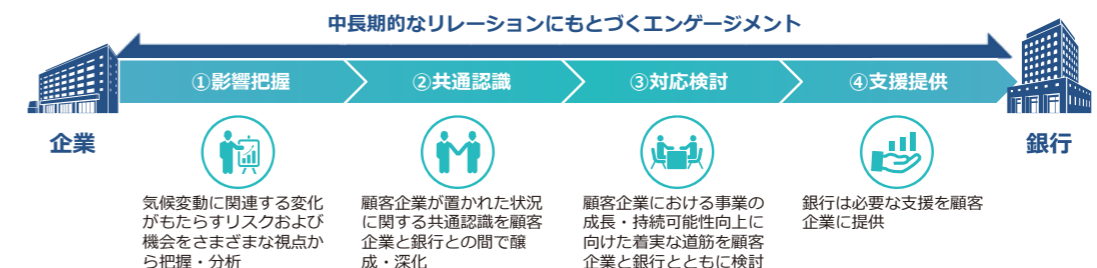 中長期的なリレーションにもとづくエンゲージメント
①影響把握
②共通認識
③対応検討
④支援提供
企業
銀行
気候変動に関連する変化
がもたらすリスクおよび
機会をさまざまな視点か
ら把握・分析
顧客企業が置かれた状況
に関する共通認識を顧客
企業と銀行との間で醸
成・深化
顧客企業における事業の
成長・持続可能性向上に
向けた着実な道筋を顧客
企業と銀行とともに検討
銀行は必要な支援を顧客
企業に提供